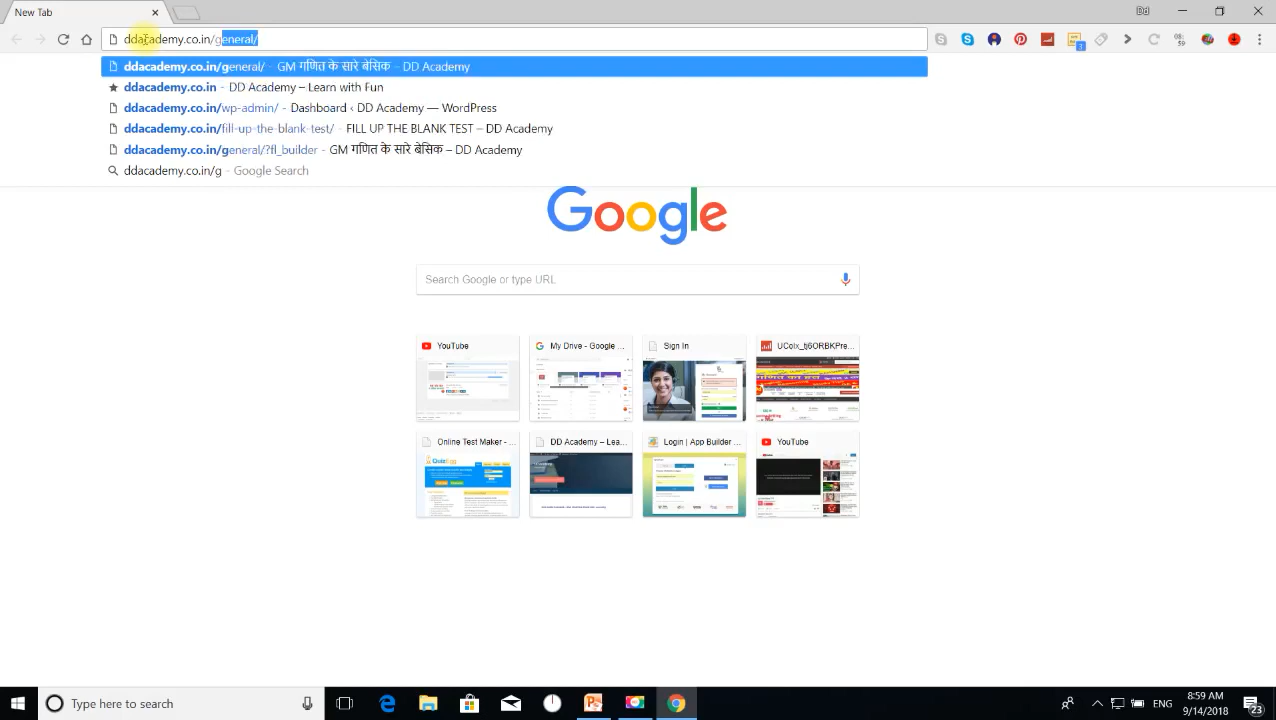 New Tab
ddacademy.co.in/general/
ddacademy.co.in/general/ - GM गणित के सारे बेसिक – DD Academy
ddacademy.co.in - DD Academy – Learn with Fun
ddacademy.co.in/wp-admin/ - Dashboard ‹ DD Academy — WordPress
ddacademy.co.in/fill-up-the-blank-test/ - FILL UP THE BLANK TEST – DD Academy
ddacademy.co.in/general/?fl_builder - GM गणित के सारे बेसिक – DD Academy
ddacademy.co.in/g - Google Search
Google
Search Google or type URL
YouTube
My Drive - Google ...
Sign In
Online Test Maker - ...
DD Academy – Lea...
Login | App Builder ...
YouTube
Type here to search
ENG
8:59 AM
9/14/2018
23